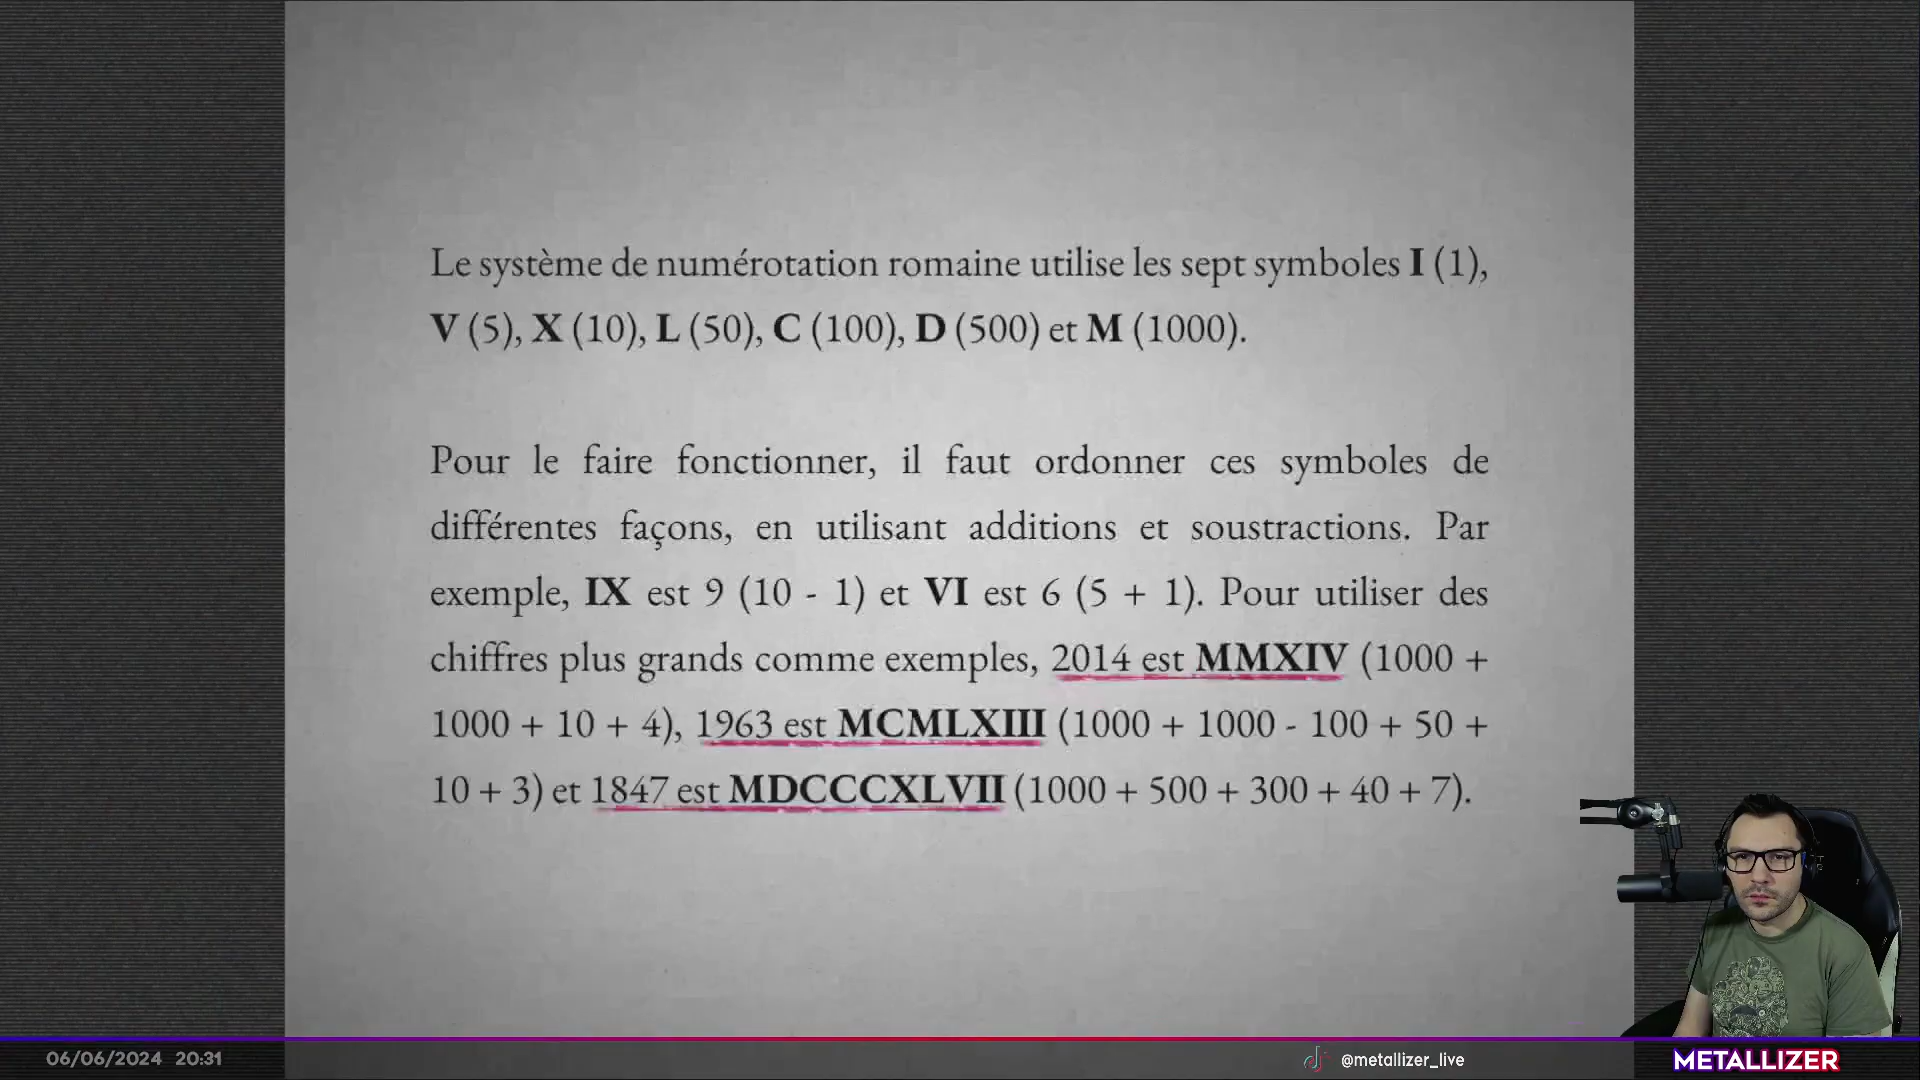 Le système de numérotation romaine utilise les sept symboles I (1),
V (5), X (10), L (50), C (100), D (500) et M (1000).
Pour le faire fonctionner, il faut ordonner ces symboles de
différentes façons, en utilisant additions et soustractions. Par
exemple, IX est 9 (10 - 1) et VI est 6 (5 + 1). Pour utiliser des
chiffres plus grands comme exemples, 2014 est MMXIV (1000 +
1000 + 10 + 4), 1963 est MCMLXIII (1000 + 1000 - 100 + 50 +
10 + 3) et 1847 est MDCCCXLVII (1000 + 500 + 300 + 40 + 7).
06/06/2024 20:31
@metallizer_live
METALLIZER